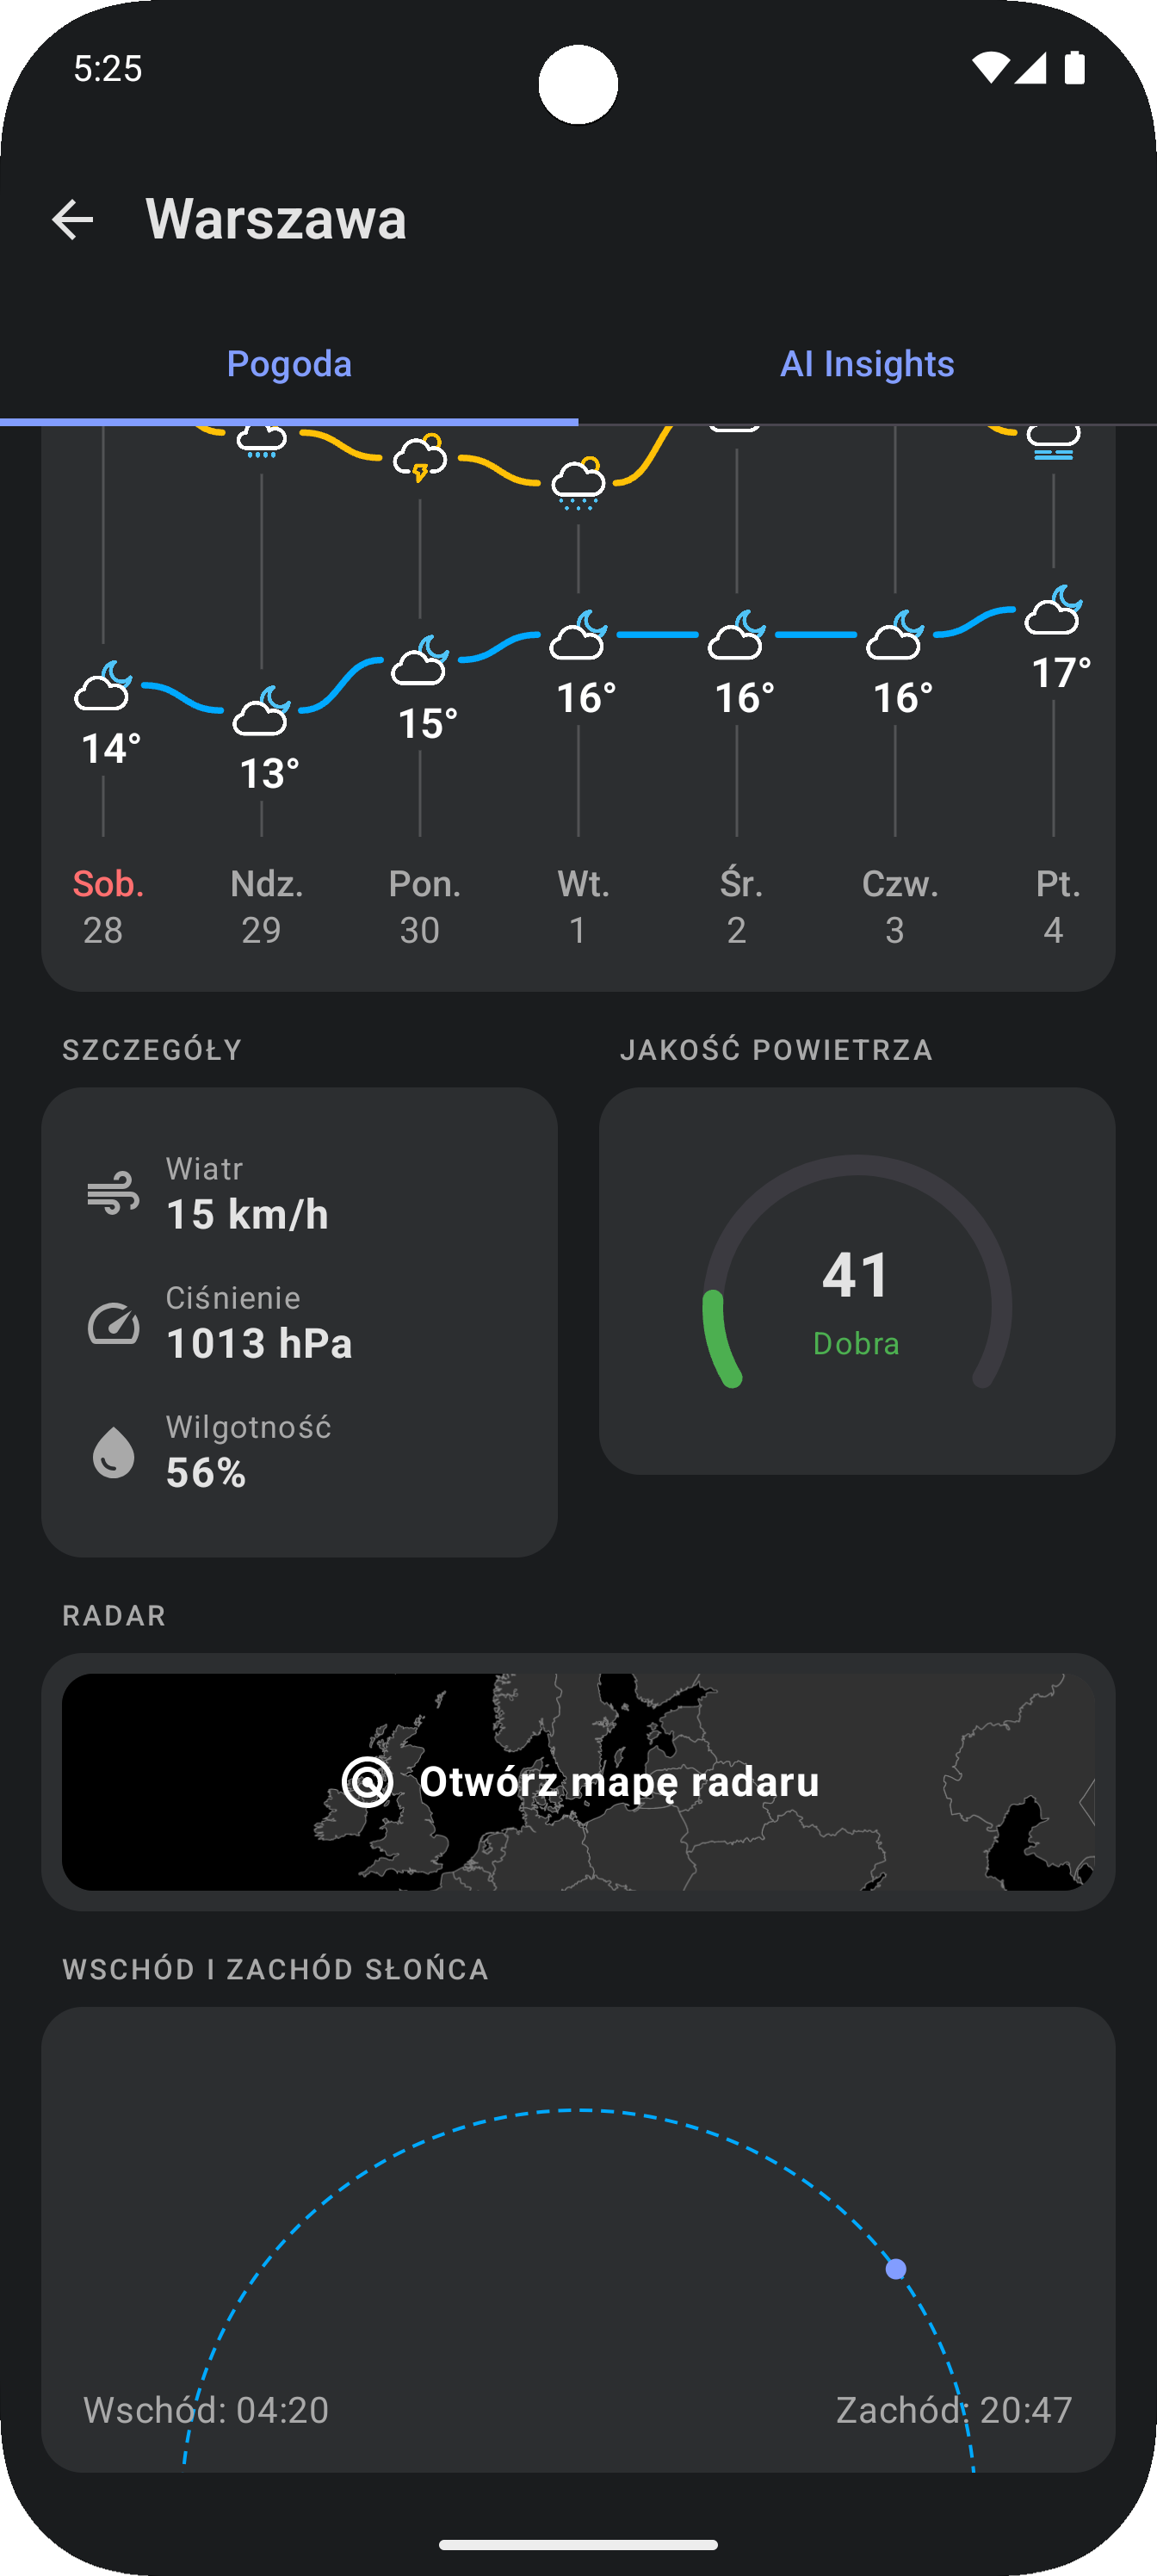 5:25
Warszawa
Pogoda
AI Insights
14°
13°
15°
16°
16°
16°
17°
Sob.
28
Ndz.
29
Pon.
30
Wt.
1
Śr.
2
Czw.
3
Pt.
4
SZCZEGÓŁY
Wiatr
15 km/h
Ciśnienie
1013 hPa
Wilgotność
56%
JAKOŚĆ POWIETRZA
41
Dobra
RADAR
Otwórz mapę radaru
WSCHÓD I ZACHÓD SŁOŃCA
Wschód: 04:20
Zachód: 20:47